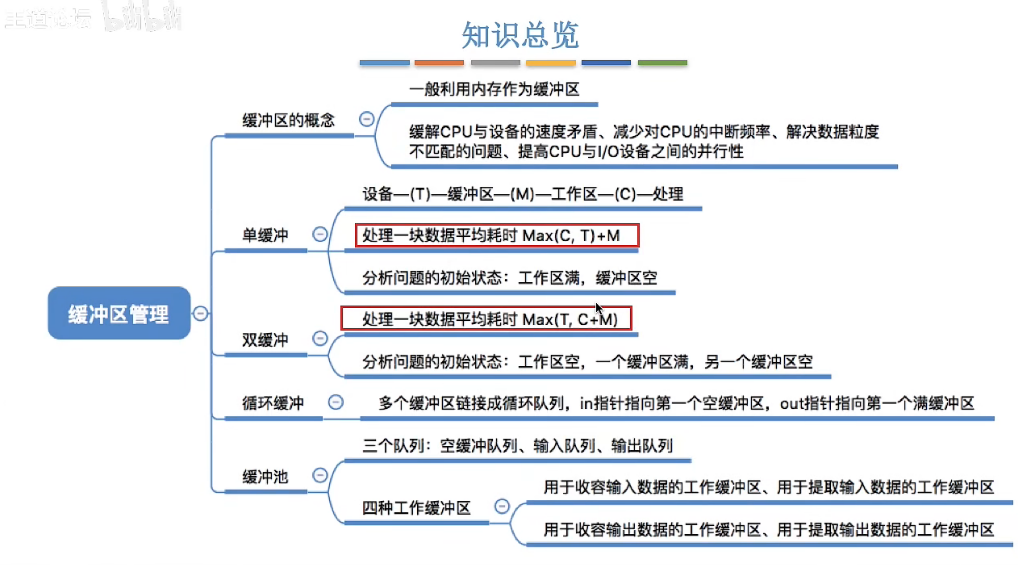 王道论坛
bilibili
知识总览
一般利用内存作为缓冲区
缓冲区的概念
缓解CPU与设备的速度矛盾、减少对CPU的中断频率、解决数据粒度
不匹配的问题、提高CPU与I/O设备之间的并行性
设备—(T)—缓冲区—(M)—工作区—(C)—处理
单缓冲
处理一块数据平均耗时 Max(C, T)+M
分析问题的初始状态：工作区满，缓冲区空
缓冲区管理
处理一块数据平均耗时 Max(T, C+M)
双缓冲
分析问题的初始状态：工作区空，一个缓冲区满，另一个缓冲区空
循环缓冲
多个缓冲区链接成循环队列，in指针指向第一个空缓冲区，out指针指向第一个满缓冲区
三个队列：空缓冲队列、输入队列、输出队列
缓冲池
用于收容输入数据的工作缓冲区、用于提取输入数据的工作缓冲区
四种工作缓冲区
用于收容输出数据的工作缓冲区、用于提取输出数据的工作缓冲区